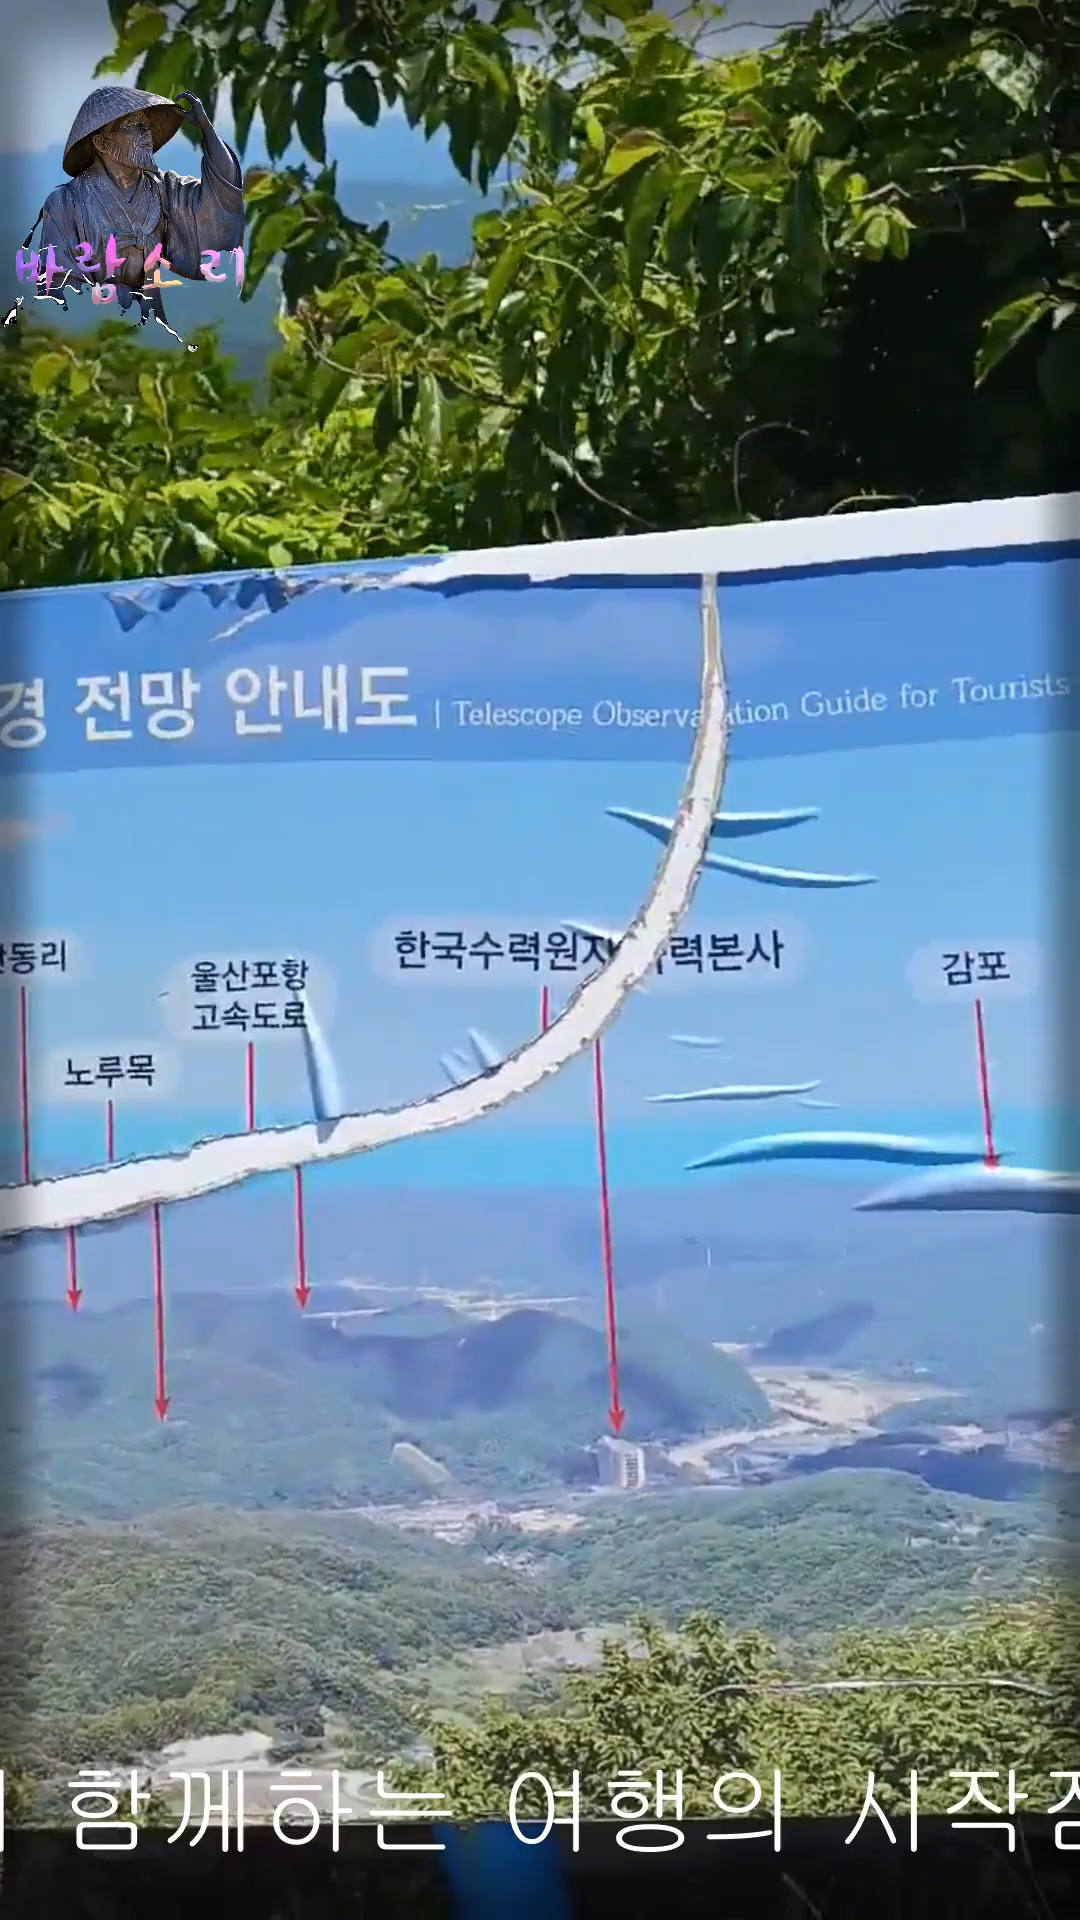 바람소리
경 전망 안내도 | Telescope Observation Guide for Tourists
동리
울산포항
고속도로
한국수력원자력본사
감포
노루목
함께하는 여행의 시작